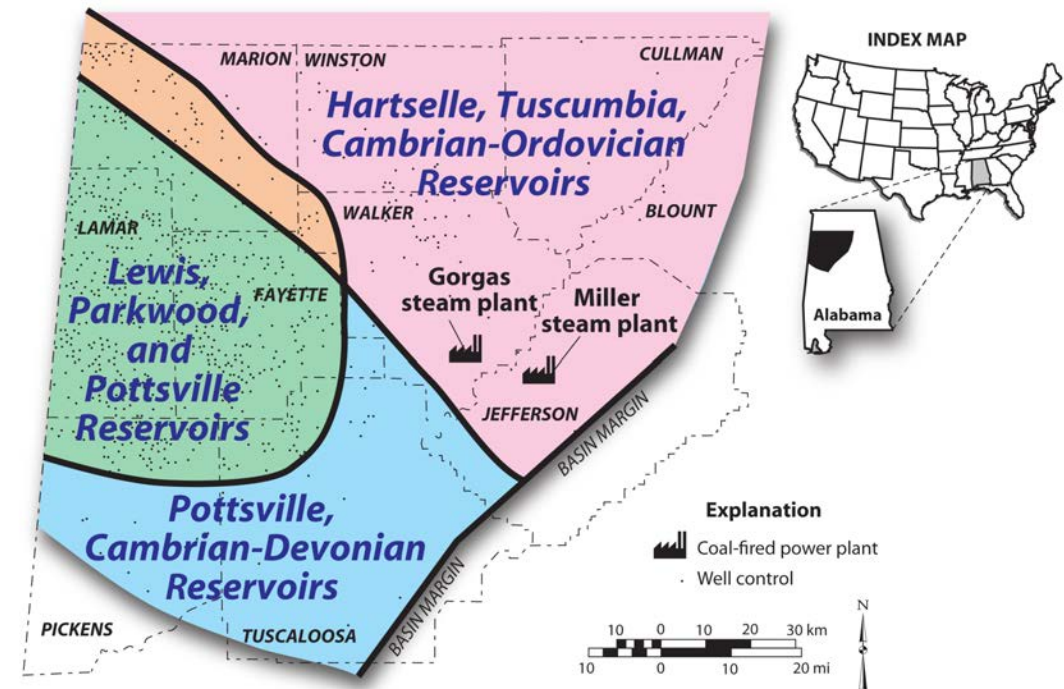 MARION
WINSTON
CULLMAN
Hartselle, Tuscumbia,
Cambrian-Ordovician
Reservoirs
WALKER
BLOUNT
LAMAR
Lewis,
Parkwood,
and
Pottsville
Reservoirs
FAYETTE
Gorgas
steam plant
Miller
steam plant
JEFFERSON
BASIN MARGIN
Pottsville,
Cambrian-Devonian
Reservoirs
BASIN MARGIN
PICKENS
TUSCALOOSA
INDEX MAP
Alabama
Explanation
Coal-fired power plant
Well control
10 0 10 20 30 km
10 0 10 20 mi
N